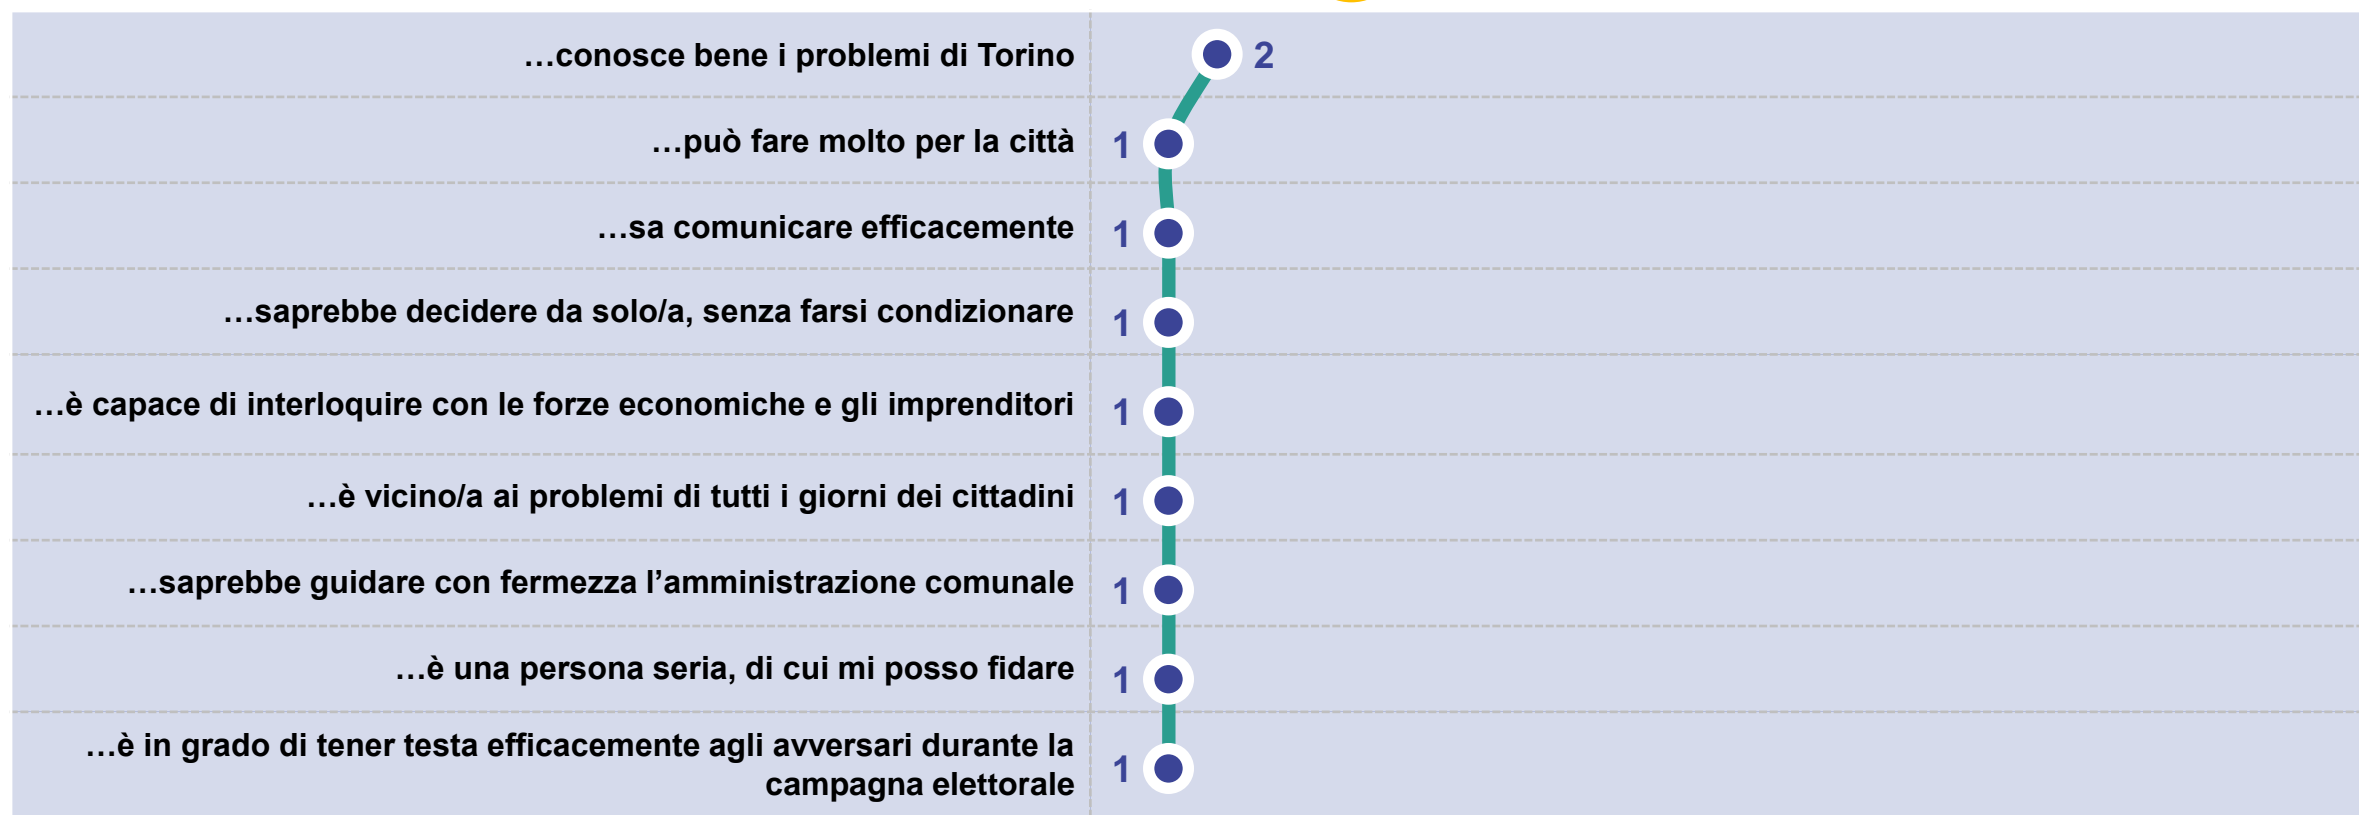 …conosce bene i problemi di Torino 2
…può fare molto per la città 1
…sa comunicare efficacemente 1
…saprebbe decidere da solo/a, senza farsi condizionare 1
…è capace di interloquire con le forze economiche e gli imprenditori 1
…è vicino/a ai problemi di tutti i giorni dei cittadini 1
…saprebbe guidare con fermezza l’amministrazione comunale 1
…è una persona seria, di cui mi posso fidare 1
…è in grado di tener testa efficacemente agli avversari durante la
campagna elettorale 1